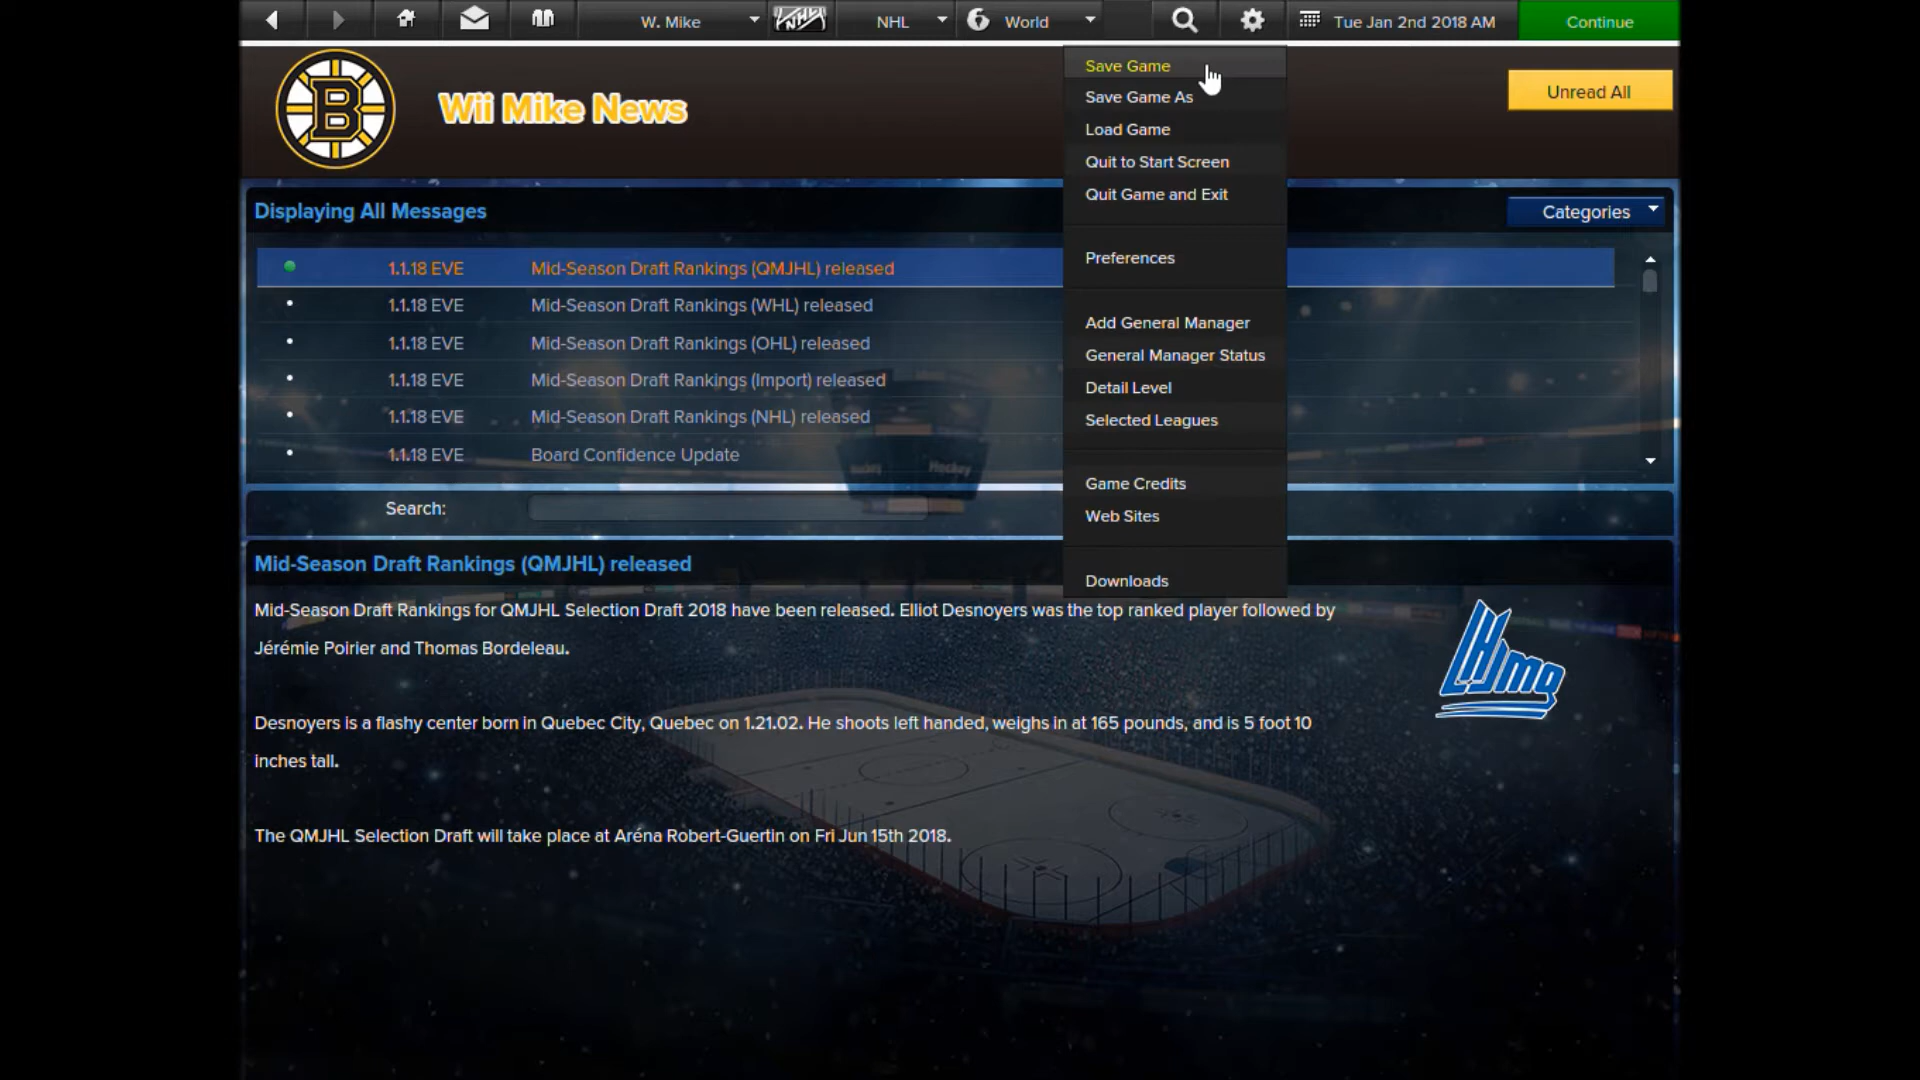 W. Mike
NHL
NHL
World
Tue Jan 2nd 2018 AM
Continue
B
Wii Mike News
Unread All
Save Game
Save Game As
Load Game
Quit to Start Screen
Quit Game and Exit
Preferences
Add General Manager
General Manager Status
Detail Level
Selected Leagues
Game Credits
Web Sites
Downloads
Displaying All Messages
Categories
1.1.18 EVE Mid-Season Draft Rankings (QMJHL) released
1.1.18 EVE Mid-Season Draft Rankings (WHL) released
1.1.18 EVE Mid-Season Draft Rankings (OHL) released
1.1.18 EVE Mid-Season Draft Rankings (Import) released
1.1.18 EVE Mid-Season Draft Rankings (NHL) released
1.1.18 EVE Board Confidence Update
Hockey Hockey
Search:
Mid-Season Draft Rankings (QMJHL) released
Mid-Season Draft Rankings for QMJHL Selection Draft 2018 have been released. Elliot Desnoyers was the top ranked player followed by
Jérémie Poirier and Thomas Bordeleau.
LHJMQ
Desnoyers is a flashy center born in Quebec City, Quebec on 1.21.02. He shoots left handed, weighs in at 165 pounds, and is 5 foot 10
inches tall.
The QMJHL Selection Draft will take place at Aréna Robert-Guertin on Fri Jun 15th 2018.